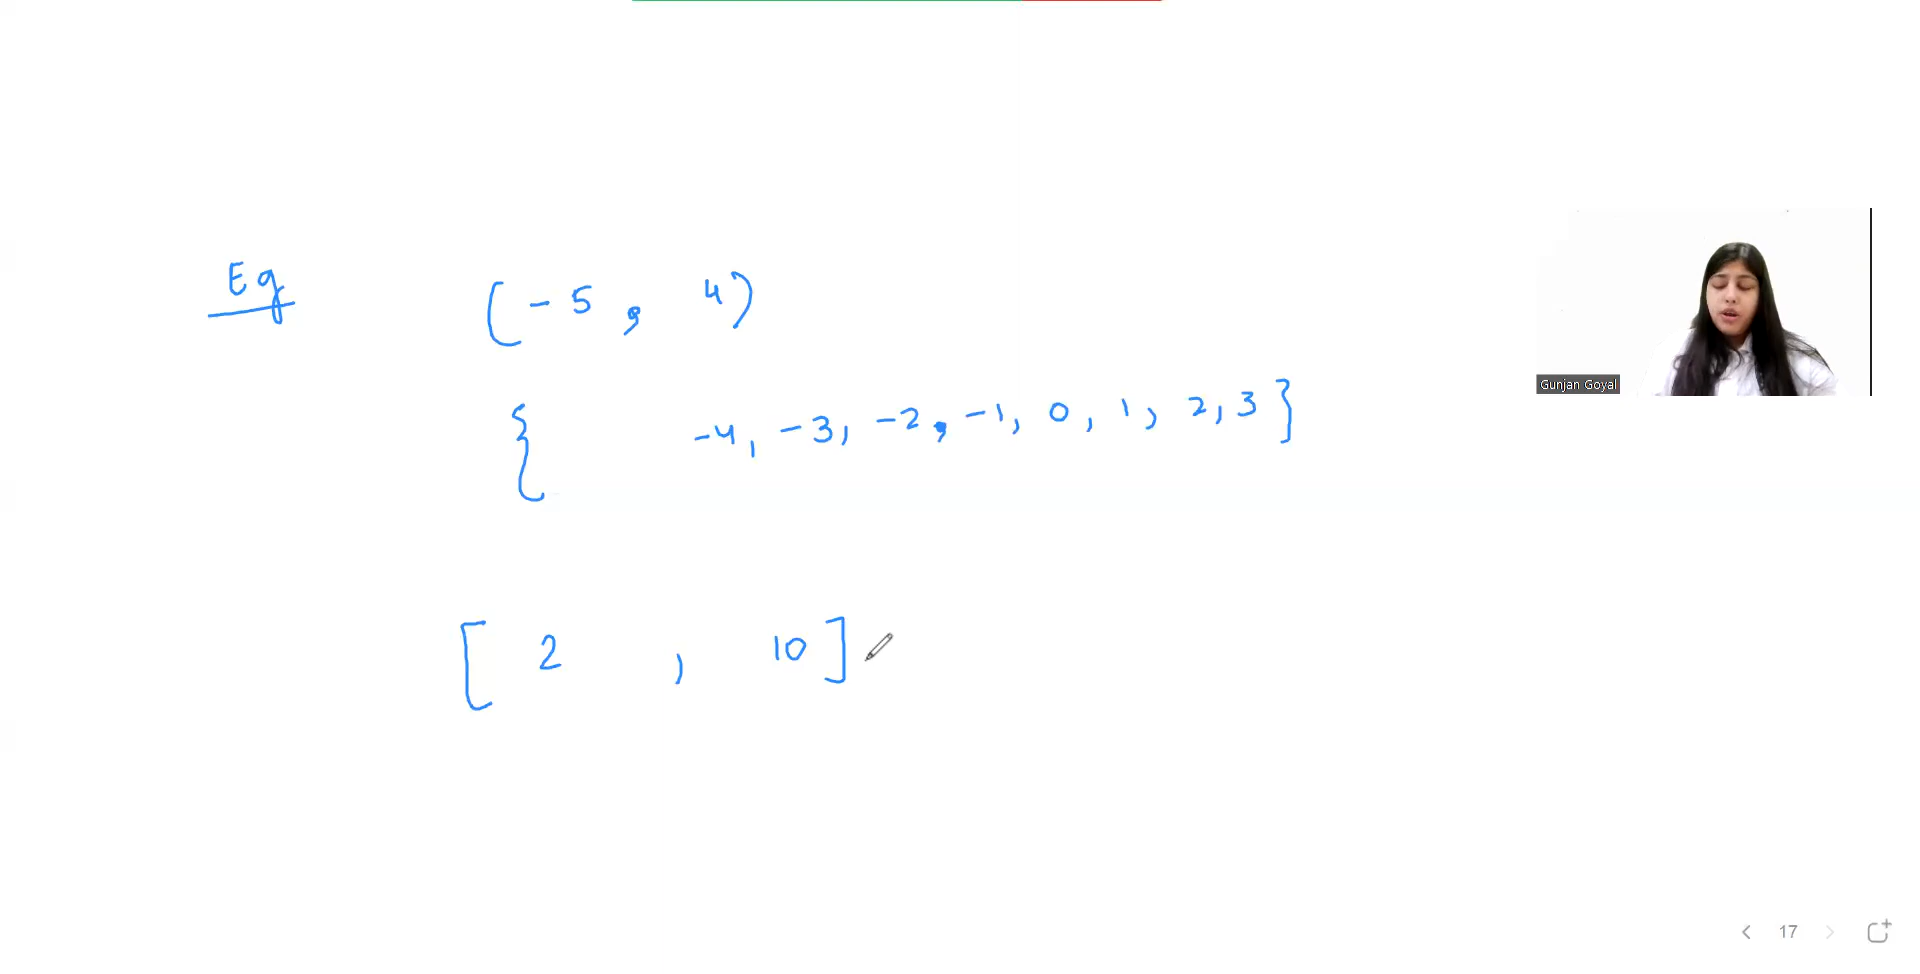 Eg (-5, 4)
{ -4, -3, -2, -1, 0, 1, 2, 3 }
Gunjan Goyal
[ 2 , 10 ]
17